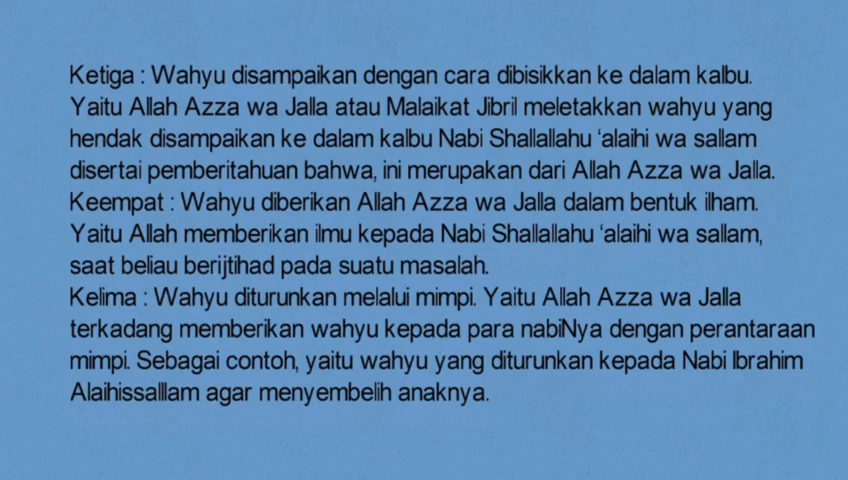 Ketiga : Wahyu disampaikan dengan cara dibisikkan ke dalam kalbu.
Yaitu Allah Azza wa Jalla atau Malaikat Jibril meletakkan wahyu yang
hendak disampaikan ke dalam kalbu Nabi Shallallahu ‘alaihi wa sallam
disertai pemberitahuan bahwa, ini merupakan dari Allah Azza wa Jalla.
Keempat : Wahyu diberikan Allah Azza wa Jalla dalam bentuk ilham.
Yaitu Allah memberikan ilmu kepada Nabi Shallallahu ‘alaihi wa sallam,
saat beliau berijtihad pada suatu masalah.
Kelima : Wahyu diturunkan melalui mimpi. Yaitu Allah Azza wa Jalla
terkadang memberikan wahyu kepada para nabiNya dengan perantaraan
mimpi. Sebagai contoh, yaitu wahyu yang diturunkan kepada Nabi Ibrahim
Alaihissalllam agar menyembelih anaknya.